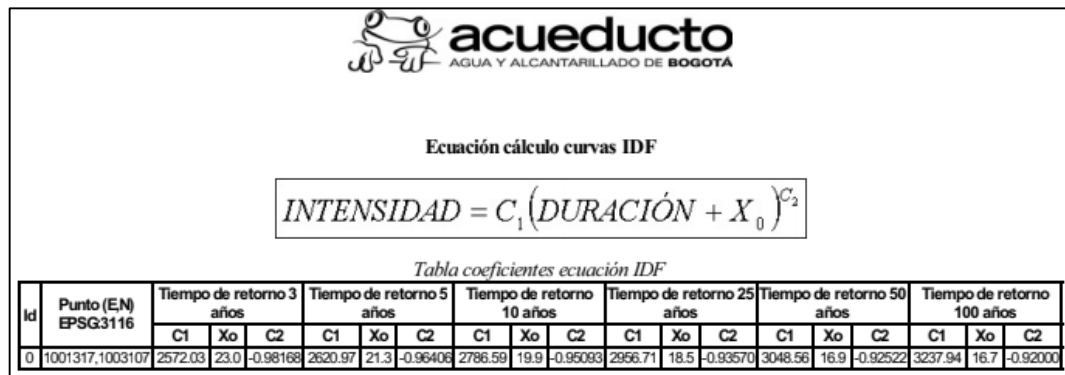 acueducto
AGUA Y ALCANTARILLADO DE BOGOTÁ
Ecuación cálculo curvas IDF
INTENSIDAD = C₁(DURACIÓN + X₀)^C₂
Tabla coeficientes ecuación IDF
Id Punto (E,N) EPSG:3116 Tiempo de retorno 3 años Tiempo de retorno 5 años Tiempo de retorno 10 años Tiempo de retorno 25 años Tiempo de retorno 50 años Tiempo de retorno 100 años
C1 Xo C2 C1 Xo C2 C1 Xo C2 C1 Xo C2 C1 Xo C2 C1 Xo C2
0 1001317,1003107 2572.03 23.0 -0.98168 2620.97 21.3 -0.96406 2786.59 19.9 -0.95093 2956.71 18.5 -0.93570 3048.56 16.9 -0.92522 3237.94 16.7 -0.92000